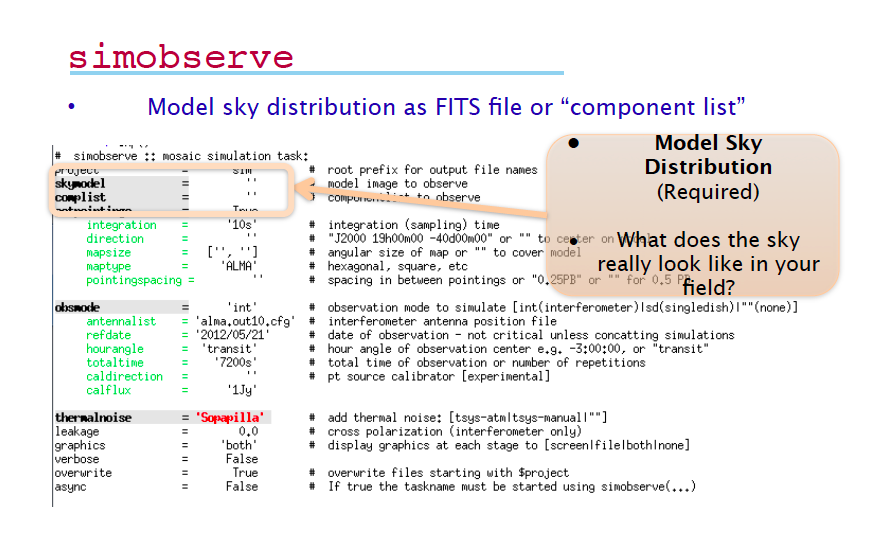 simobserve
• Model sky distribution as FITS file or “component list”
# simobserve :: mosaic simulation task:
project = 'sim' # root prefix for output file names
skymodel = '' # model image to observe
complist = '' # componentlist to observe
setpointings = True
integration = '10s' # integration (sampling) time
direction = '' # "J2000 19h00m00 -40d00m00" or "" to center on model
mapsize = ['', ''] # angular size of map or "" to cover model
maptype = 'ALMA' # hexagonal, square, etc
pointingspacing = '' # spacing in between pointings or "0.25PB" or "" for 0.5 PB
obsmode = 'int' # observation mode to simulate [int(interferometer)|sd(singledish)|""(none)]
antennalist = 'alma.out10.cfg' # interferometer antenna position file
refdate = '2012/05/21' # date of observation - not critical unless concatting simulations
hourangle = 'transit' # hour angle of observation center e.g. -3:00:00, or "transit"
totaltime = '7200s' # total time of observation or number of repetitions
caldirection = '' # pt source calibrator [experimental]
calflux = '1Jy'
thermalnoise = 'Sopapilla' # add thermal noise: [tsys-atm|tsys-manual|""]
leakage = 0.0 # cross polarization (interferometer only)
graphics = 'both' # display graphics at each stage to [screen|file|both|none]
verbose = False
overwrite = True # overwrite files starting with $project
async = False # If true the taskname must be started using simobserve(...)
• Model Sky
Distribution
(Required)
• What does the sky
really look like in your
field?